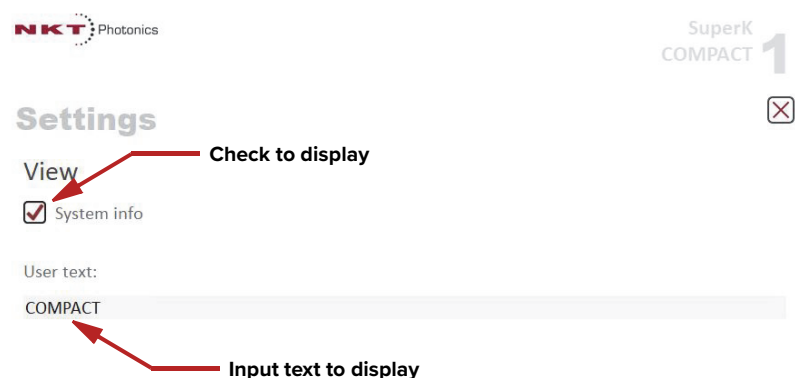 NKT Photonics
SuperK
COMPACT 1
Settings
Check to display
View
System info
User text:
COMPACT
Input text to display